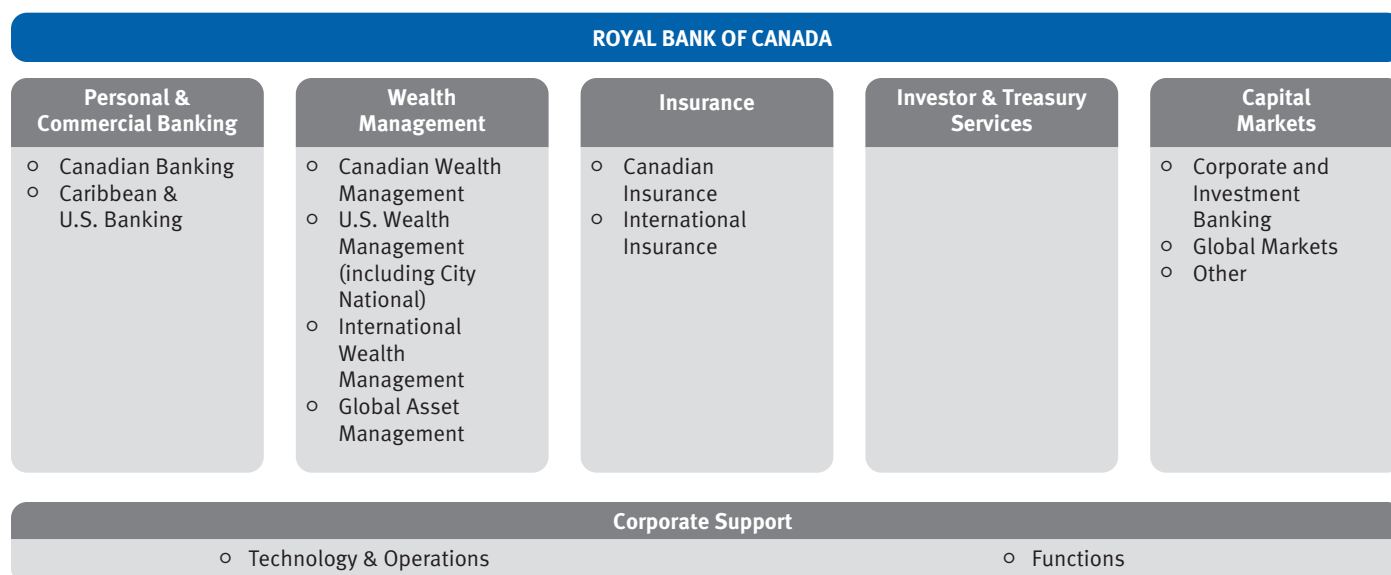 ROYAL BANK OF CANADA
Personal &
Commercial Banking
○ Canadian Banking
○ Caribbean &
U.S. Banking
Wealth
Management
○ Canadian Wealth
Management
○ U.S. Wealth
Management
(including City
National)
○ International
Wealth
Management
○ Global Asset
Management
Insurance
○ Canadian
Insurance
○ International
Insurance
Investor & Treasury
Services
Capital
Markets
○ Corporate and
Investment
Banking
○ Global Markets
○ Other
Corporate Support
○ Technology & Operations
○ Functions